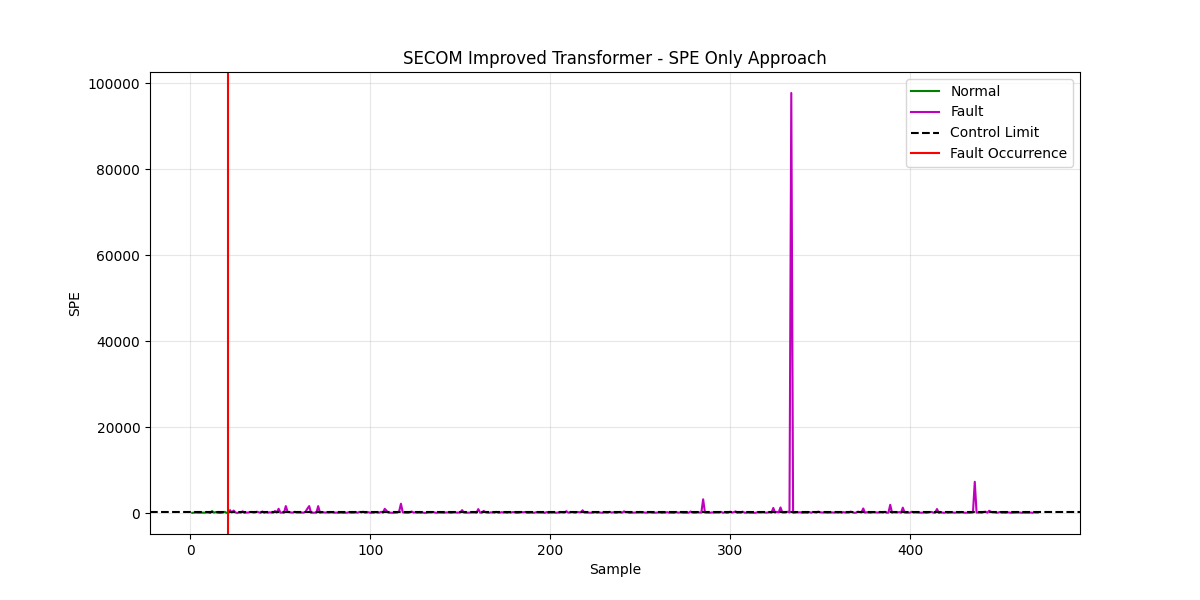 SECOM Improved Transformer - SPE Only Approach
100000
80000
60000
40000
20000
0
SPE
Normal
Fault
Control Limit
Fault Occurrence
0 100 200 300 400
Sample